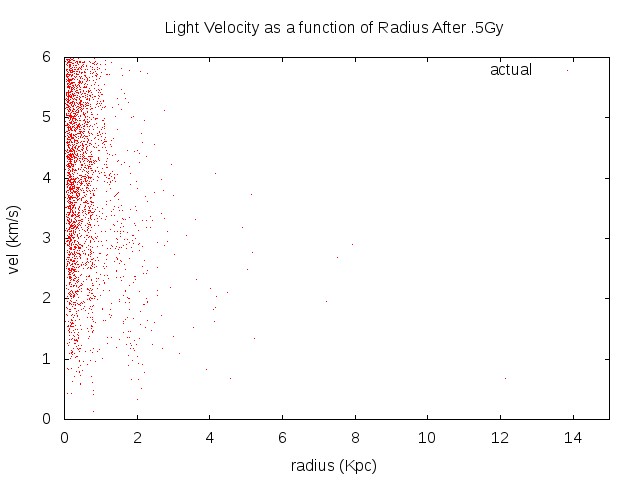 Light Velocity as a function of Radius After .5Gy
6
actual
5
4
3
2
1
0
vel (km/s)
0 2 4 6 8 10 12 14
radius (Kpc)